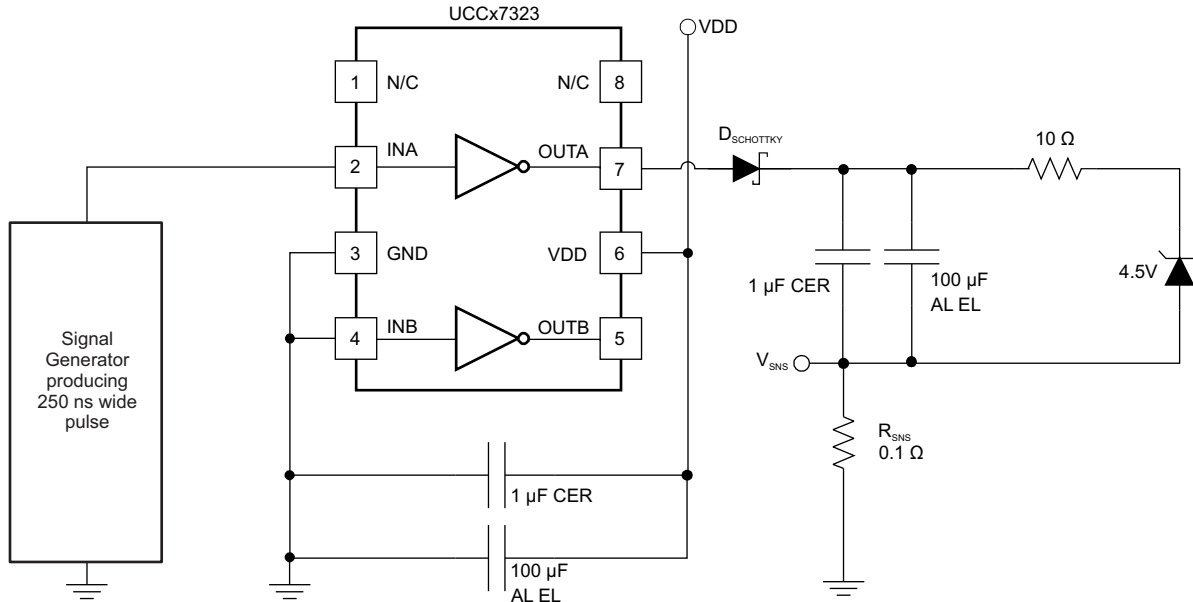 UCCx7323
VDD
1
N/C
N/C
8
2
INA
OUTA
7
D SCHOTTKY
10 Ω
3
GND
VDD
6
1 µF CER
100 µF
AL EL
4.5V
4
INB
OUTB
5
Signal
Generator
producing
250 ns wide
pulse
V SNS
R SNS
0.1 Ω
1 µF CER
100 µF
AL EL